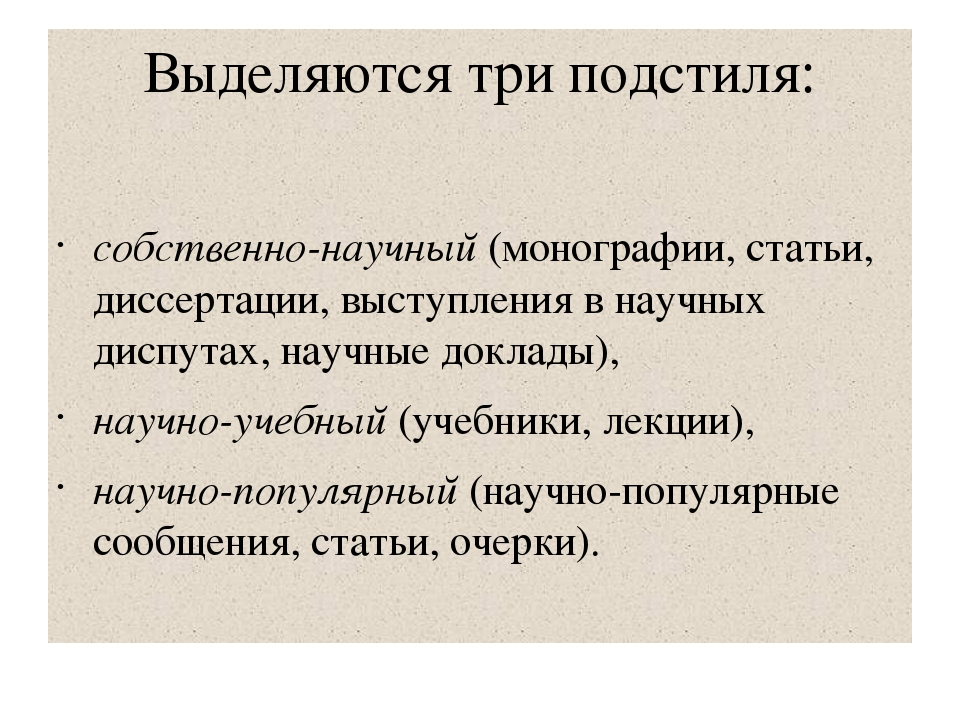 Выделяются три подстиля:
· собственно-научный (монографии, статьи,
диссертации, выступления в научных
диспутах, научные доклады),
· научно-учебный (учебники, лекции),
· научно-популярный (научно-популярные
сообщения, статьи, очерки).